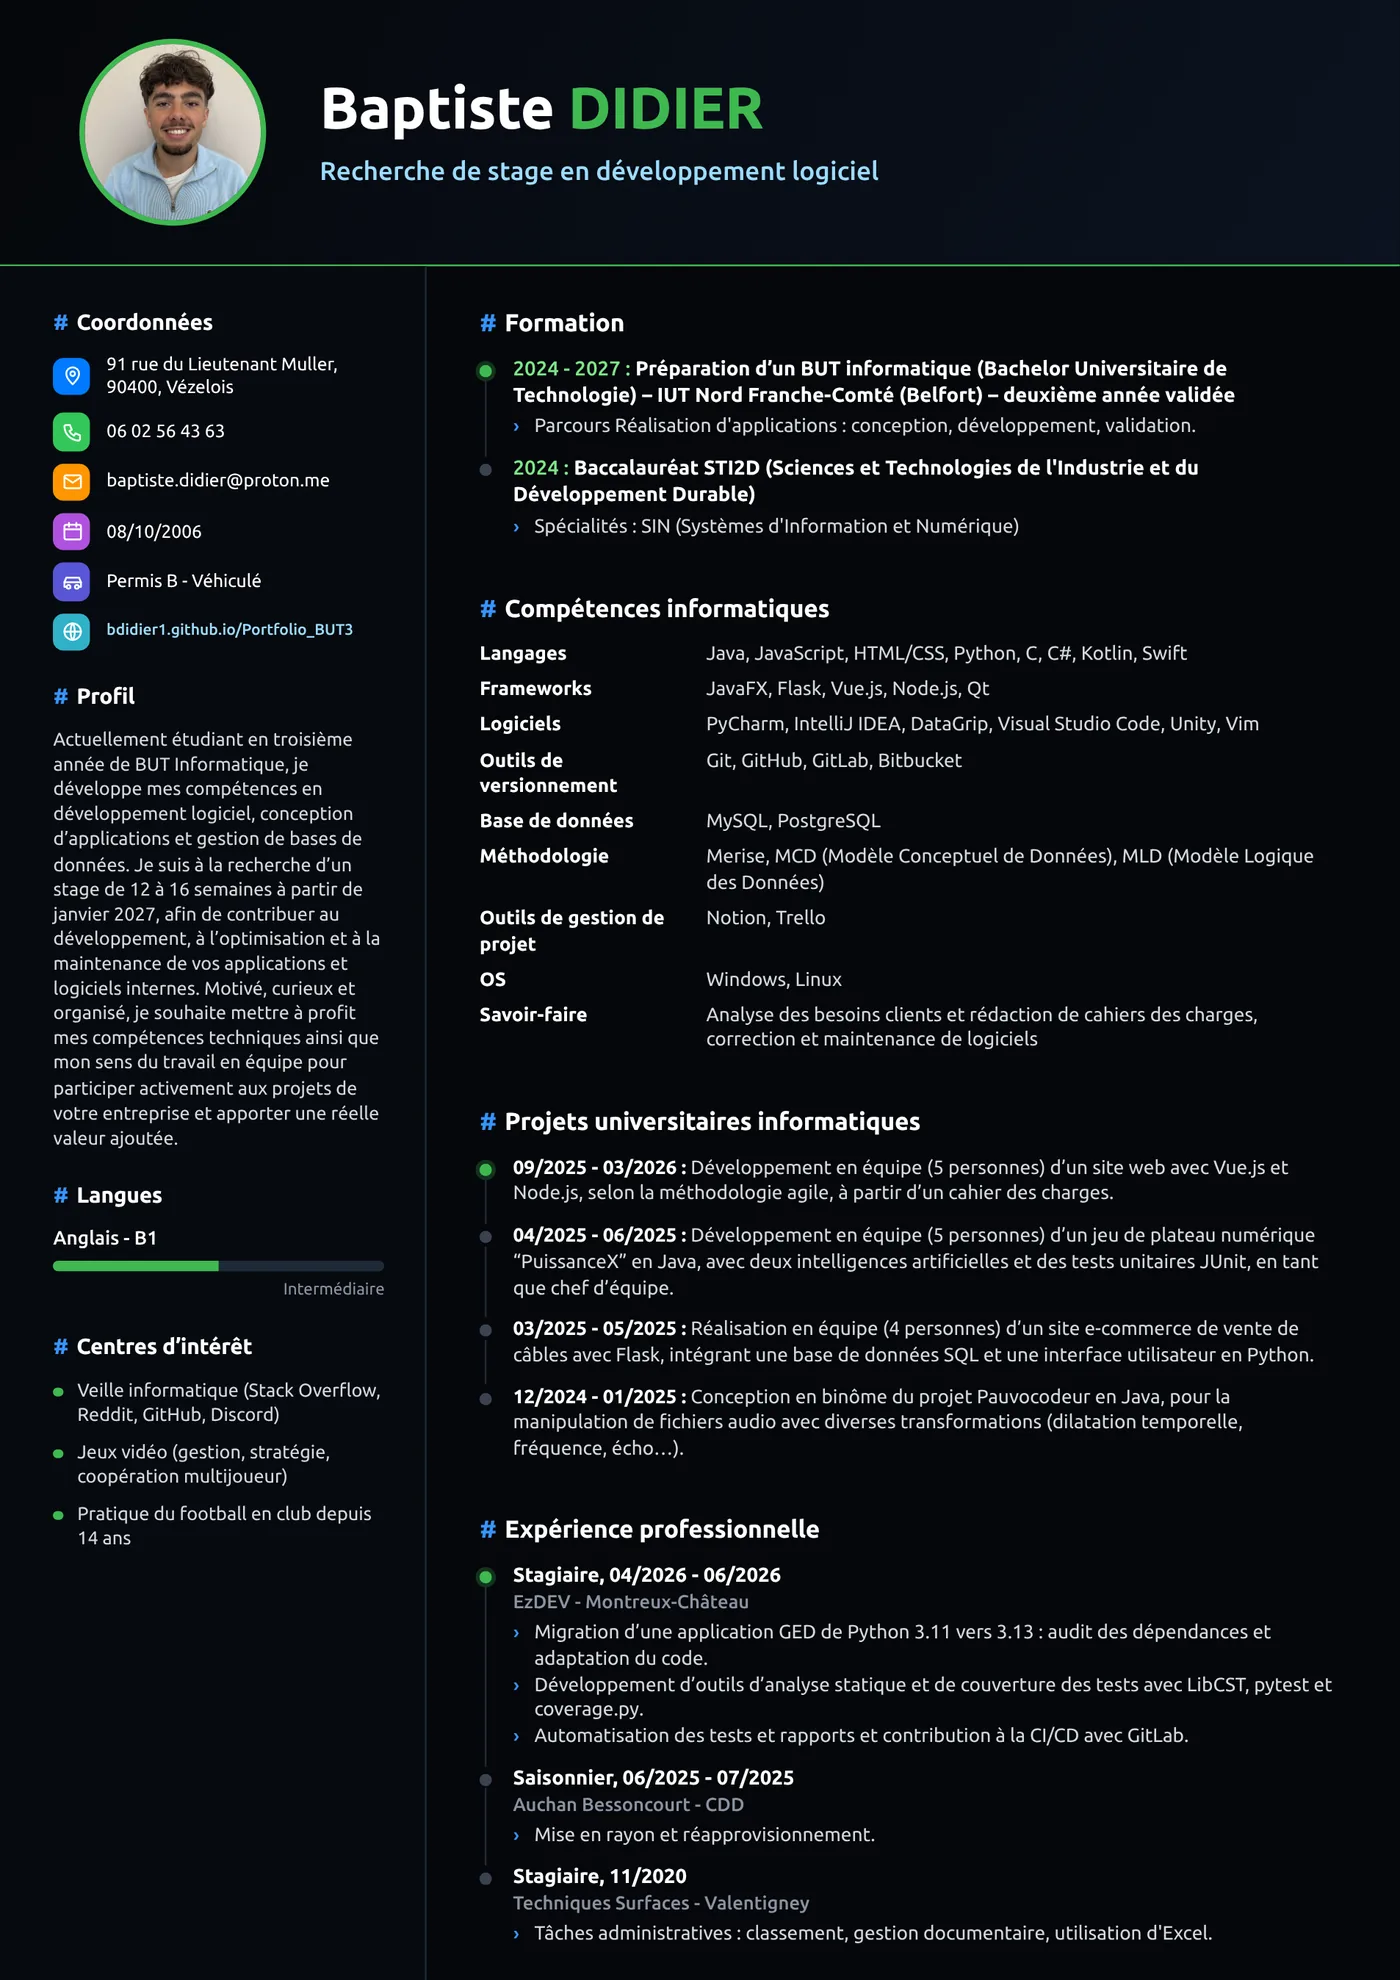 Baptiste DIDIER
Recherche de stage en développement logiciel
# Coordonnées
91 rue du Lieutenant Muller,
90400, Vézelois
06 02 56 43 63
baptiste.didier@proton.me
08/10/2006
Permis B - Véhiculé
bdidier1.github.io/Portfolio_BUT3
# Profil
Actuellement étudiant en troisième
année de BUT Informatique, je
développe mes compétences en
développement logiciel, conception
d’applications et gestion de bases de
données. Je suis à la recherche d’un
stage de 12 à 16 semaines à partir de
janvier 2027, afin de contribuer au
développement, à l’optimisation et à la
maintenance de vos applications et
logiciels internes. Motivé, curieux et
organisé, je souhaite mettre à profit
mes compétences techniques ainsi que
mon sens du travail en équipe pour
participer activement aux projets de
votre entreprise et apporter une réelle
valeur ajoutée.
# Langues
Anglais - B1
Intermédiaire
# Centres d’intérêt
Veille informatique (Stack Overflow,
Reddit, GitHub, Discord)
Jeux vidéo (gestion, stratégie,
coopération multijoueur)
Pratique du football en club depuis
14 ans
# Formation
2024 - 2027 : Préparation d’un BUT informatique (Bachelor Universitaire de
Technologie) – IUT Nord Franche-Comté (Belfort) – deuxième année validée
› Parcours Réalisation d'applications : conception, développement, validation.
2024 : Baccalauréat STI2D (Sciences et Technologies de l'Industrie et du
Développement Durable)
› Spécialités : SIN (Systèmes d'Information et Numérique)
# Compétences informatiques
Langages Java, JavaScript, HTML/CSS, Python, C, C#, Kotlin, Swift
Frameworks JavaFX, Flask, Vue.js, Node.js, Qt
Logiciels PyCharm, IntelliJ IDEA, DataGrip, Visual Studio Code, Unity, Vim
Outils de Git, GitHub, GitLab, Bitbucket
versionnement
Base de données MySQL, PostgreSQL
Méthodologie Merise, MCD (Modèle Conceptuel de Données), MLD (Modèle Logique
des Données)
Outils de gestion de Notion, Trello
projet
OS Windows, Linux
Savoir-faire Analyse des besoins clients et rédaction de cahiers des charges,
correction et maintenance de logiciels
# Projets universitaires informatiques
09/2025 - 03/2026 : Développement en équipe (5 personnes) d’un site web avec Vue.js et
Node.js, selon la méthodologie agile, à partir d’un cahier des charges.
04/2025 - 06/2025 : Développement en équipe (5 personnes) d’un jeu de plateau numérique
“PuissanceX” en Java, avec deux intelligences artificielles et des tests unitaires JUnit, en tant
que chef d’équipe.
03/2025 - 05/2025 : Réalisation en équipe (4 personnes) d’un site e-commerce de vente de
câbles avec Flask, intégrant une base de données SQL et une interface utilisateur en Python.
12/2024 - 01/2025 : Conception en binôme du projet Pauvocodeur en Java, pour la
manipulation de fichiers audio avec diverses transformations (dilatation temporelle,
fréquence, écho…).
# Expérience professionnelle
Stagiaire, 04/2026 - 06/2026
EzDEV - Montreux-Château
› Migration d’une application GED de Python 3.11 vers 3.13 : audit des dépendances et
adaptation du code.
› Développement d’outils d’analyse statique et de couverture des tests avec LibCST, pytest et
coverage.py.
› Automatisation des tests et rapports et contribution à la CI/CD avec GitLab.
Saisonnier, 06/2025 - 07/2025
Auchan Bessoncourt - CDD
› Mise en rayon et réapprovisionnement.
Stagiaire, 11/2020
Techniques Surfaces - Valentigney
› Tâches administratives : classement, gestion documentaire, utilisation d'Excel.